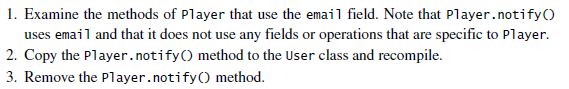 1. Examine the methods of Player that use the email field. Note that Player.notify()
uses email and that it does not use any fields or operations that are specific to Player.
2. Copy the Player.notify() method to the User class and recompile.
3. Remove the Player.notify() method.